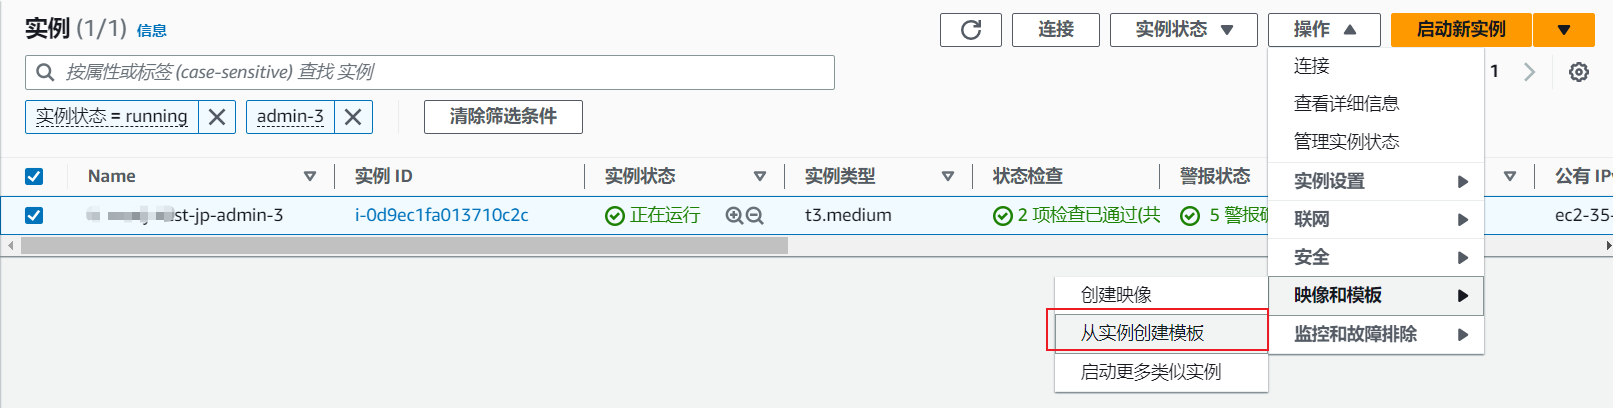 实例 (1/1) 信息
连接 实例状态 操作 启动新实例
按属性或标签 (case-sensitive) 查找 实例
1
实例状态 = running
admin-3
清除筛选条件
Name 实例 ID 实例状态 实例类型 状态检查 警报状态 公有 IP
st-jp-admin-3 i-0d9ec1fa013710c2c 正在运行 t3.medium 2 项检查已通过(共 5 警报 ec2-35-
连接
查看详细信息
管理实例状态
实例设置
联网
安全
映像和模板
监控和故障排除
创建映像
从实例创建模板
启动更多类似实例